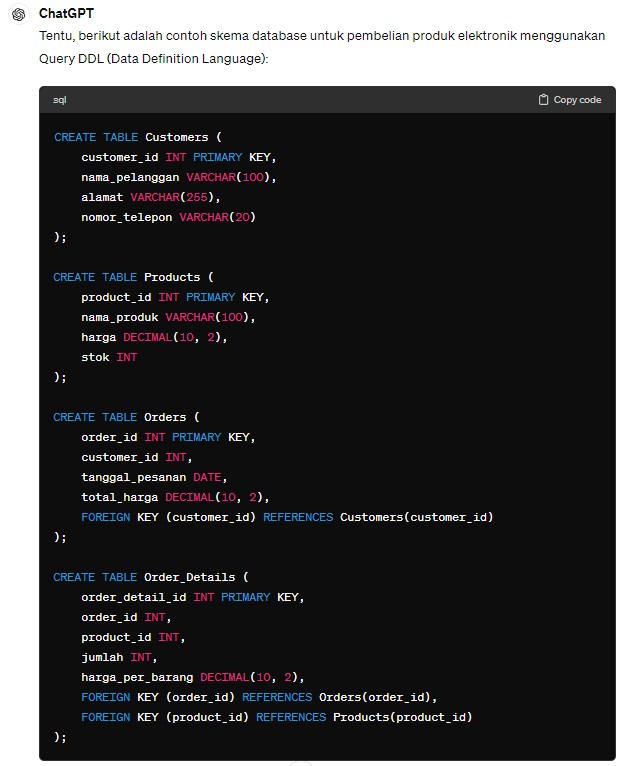 ChatGPT
Tentu, berikut adalah contoh skema database untuk pembelian produk elektronik menggunakan
Query DDL (Data Definition Language):
sql
Copy code
CREATE TABLE Customers (
    customer_id INT PRIMARY KEY,
    nama_pelanggan VARCHAR(100),
    alamat VARCHAR(255),
    nomor_telepon VARCHAR(20)
);
CREATE TABLE Products (
    product_id INT PRIMARY KEY,
    nama_produk VARCHAR(100),
    harga DECIMAL(10, 2),
    stok INT
);
CREATE TABLE Orders (
    order_id INT PRIMARY KEY,
    customer_id INT,
    tanggal_pesanan DATE,
    total_harga DECIMAL(10, 2),
    FOREIGN KEY (customer_id) REFERENCES Customers(customer_id)
);
CREATE TABLE Order_Details (
    order_detail_id INT PRIMARY KEY,
    order_id INT,
    product_id INT,
    jumlah INT,
    harga_per_barang DECIMAL(10, 2),
    FOREIGN KEY (order_id) REFERENCES Orders(order_id),
    FOREIGN KEY (product_id) REFERENCES Products(product_id)
);